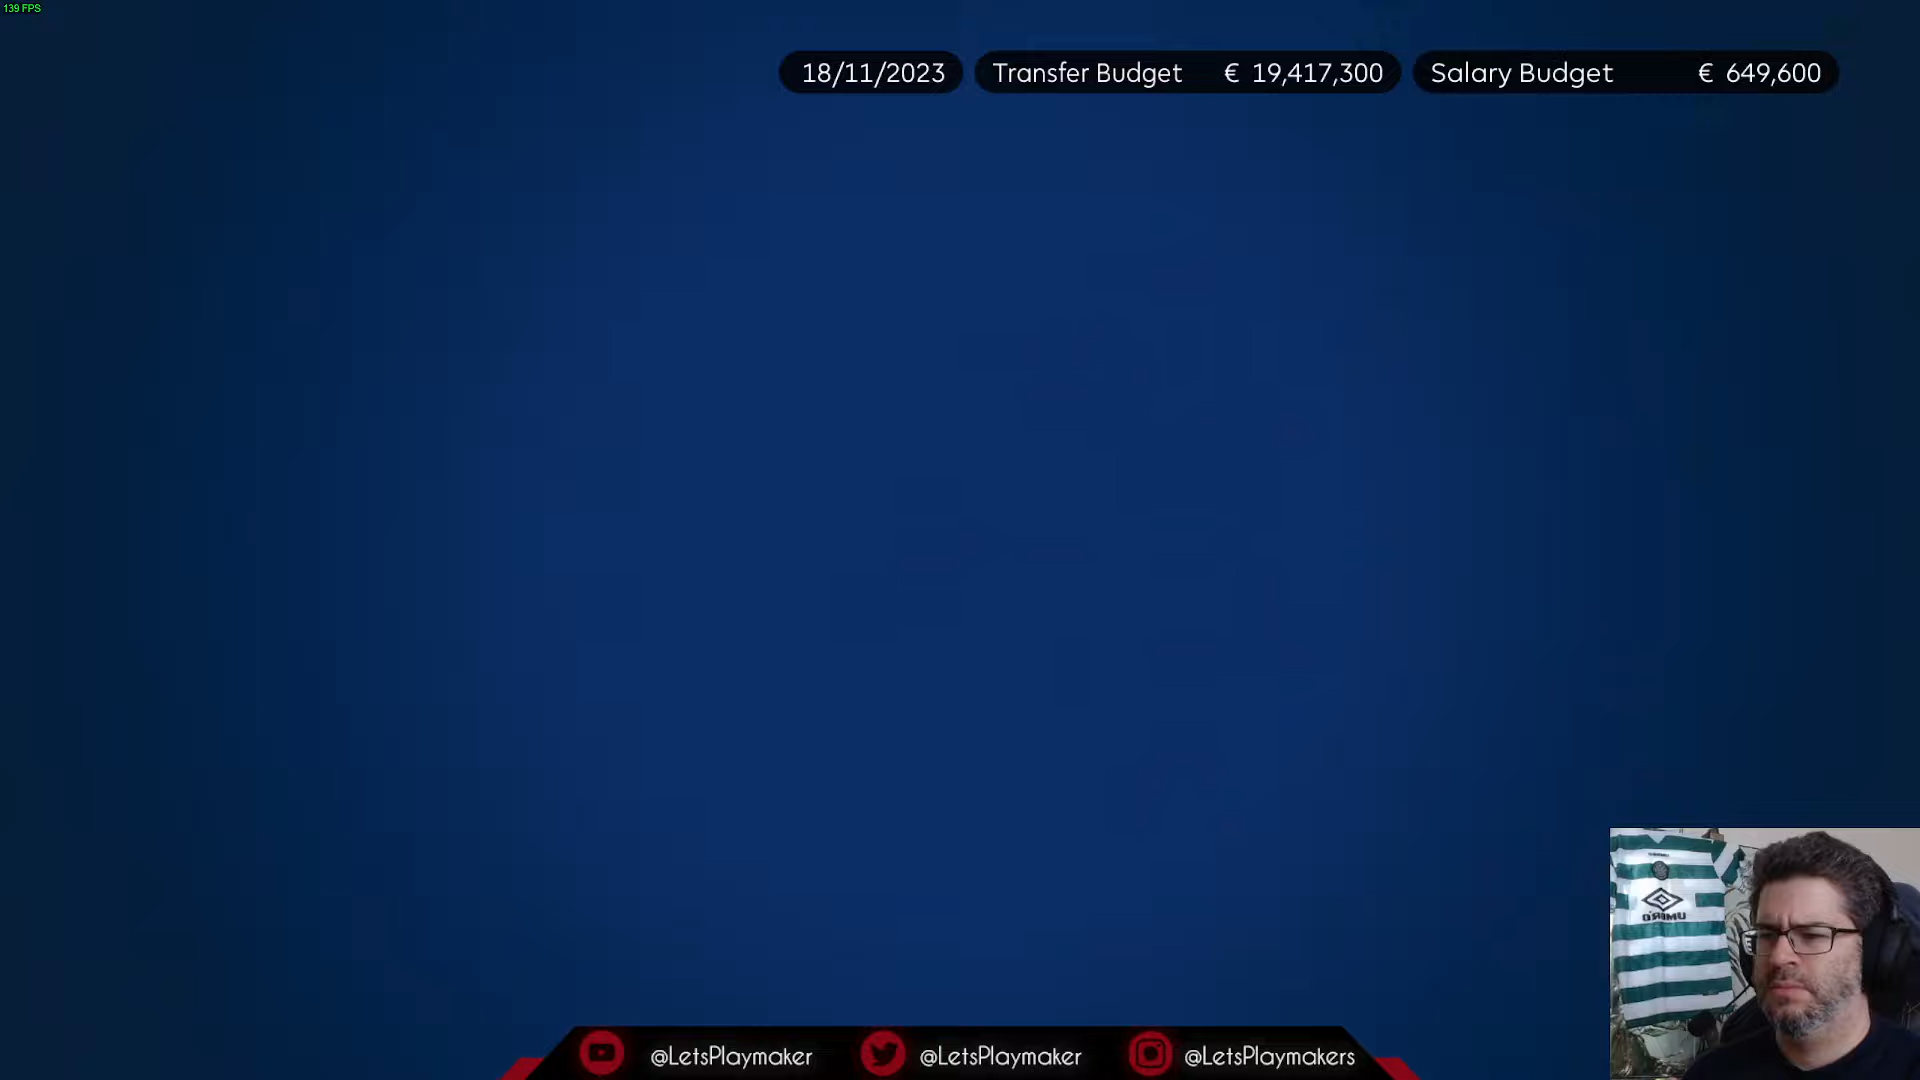 139 FPS
18/11/2023 Transfer Budget € 19,417,300 Salary Budget € 649,600
UMBRO
@LetsPlaymaker @LetsPlaymaker @LetsPlaymakers